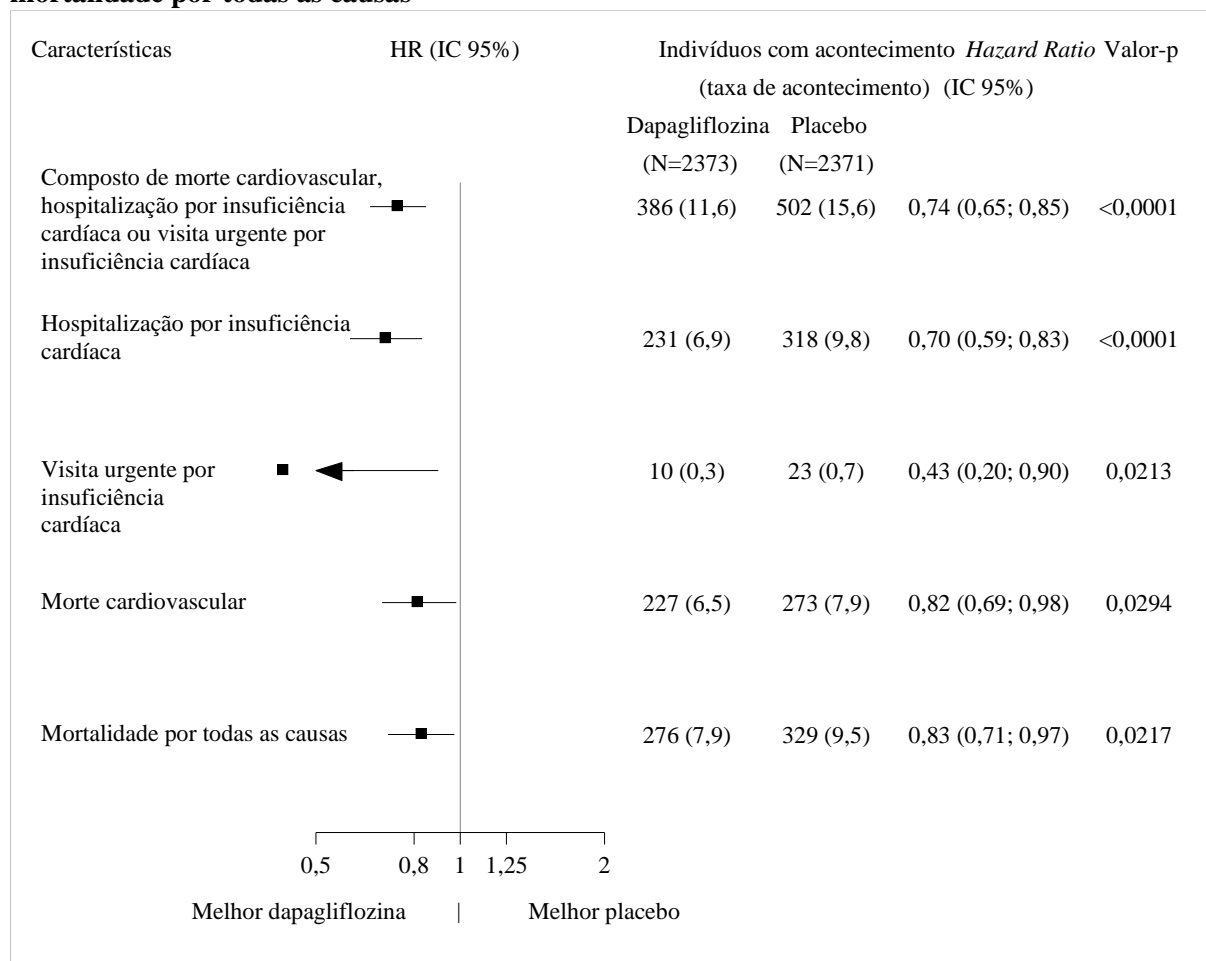 mortalidade por todas as causas
Características HR (IC 95%) Indivíduos com acontecimento Hazard Ratio Valor-p
(taxa de acontecimento) (IC 95%)
Dapagliflozina Placebo
(N=2373) (N=2371)
Composto de morte cardiovascular,
hospitalização por insuficiência 386 (11,6) 502 (15,6) 0,74 (0,65; 0,85) <0,0001
cardíaca ou visita urgente por
insuficiência cardíaca
Hospitalização por insuficiência
cardíaca 231 (6,9) 318 (9,8) 0,70 (0,59; 0,83) <0,0001
Visita urgente por 10 (0,3) 23 (0,7) 0,43 (0,20; 0,90) 0,0213
insuficiência
cardíaca
Morte cardiovascular 227 (6,5) 273 (7,9) 0,82 (0,69; 0,98) 0,0294
Mortalidade por todas as causas 276 (7,9) 329 (9,5) 0,83 (0,71; 0,97) 0,0217
0,5 0,8 1 1,25 2
Melhor dapagliflozina | Melhor placebo